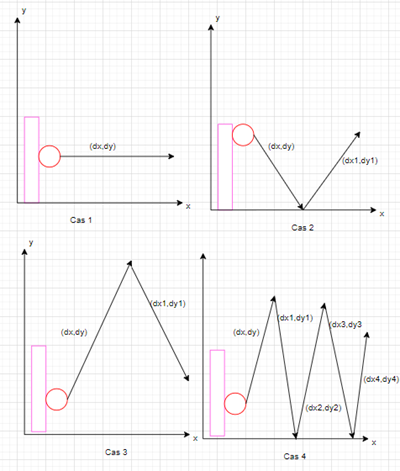 y
(dx,dy)
x
Cas 1
y
(dx,dy)
(dx1,dy1)
x
Cas 2
y
(dx,dy)
(dx1,dy1)
x
Cas 3
(dx,dy)
(dx1,dy1)
(dx3,dy3
(dx2,dy2)
(dx4,dy4)
x
Cas 4